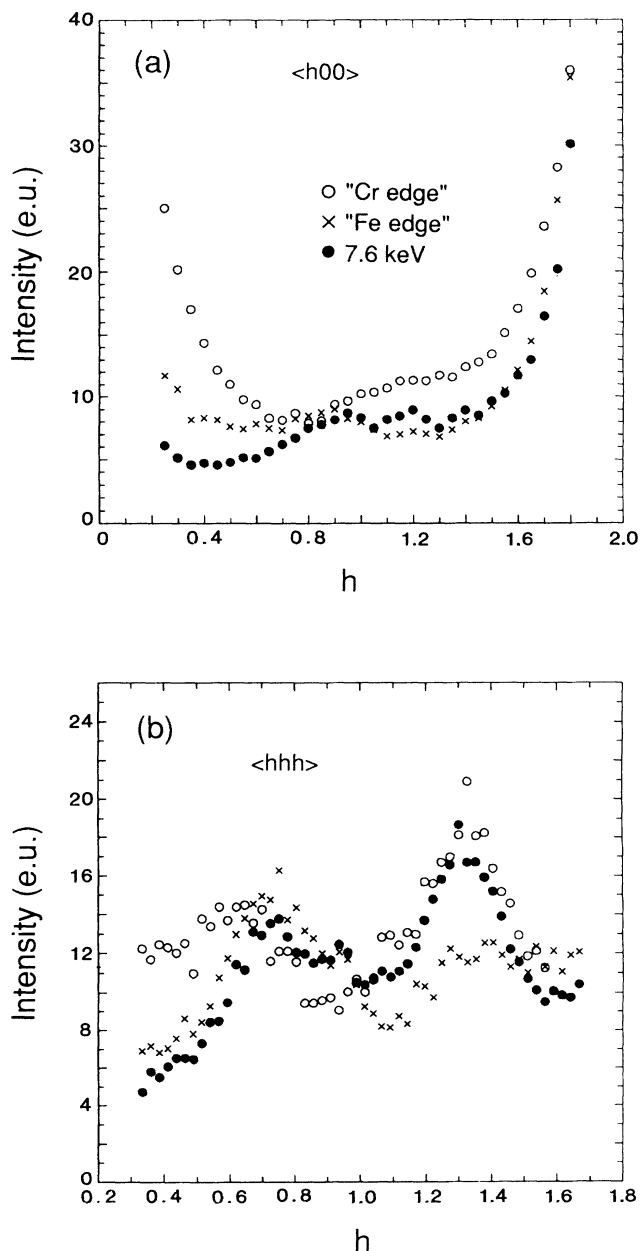 40
(a)
<h00>
30
Intensity (e.u.)
"Cr edge"
"Fe edge"
7.6 keV
20
10
0
0 0.4 0.8 1.2 1.6 2.0
h
24
(b)
<hhh>
20
Intensity (e.u.)
16
12
8
4
0
0.2 0.4 0.6 0.8 1.0 1.2 1.4 1.6 1.8
h